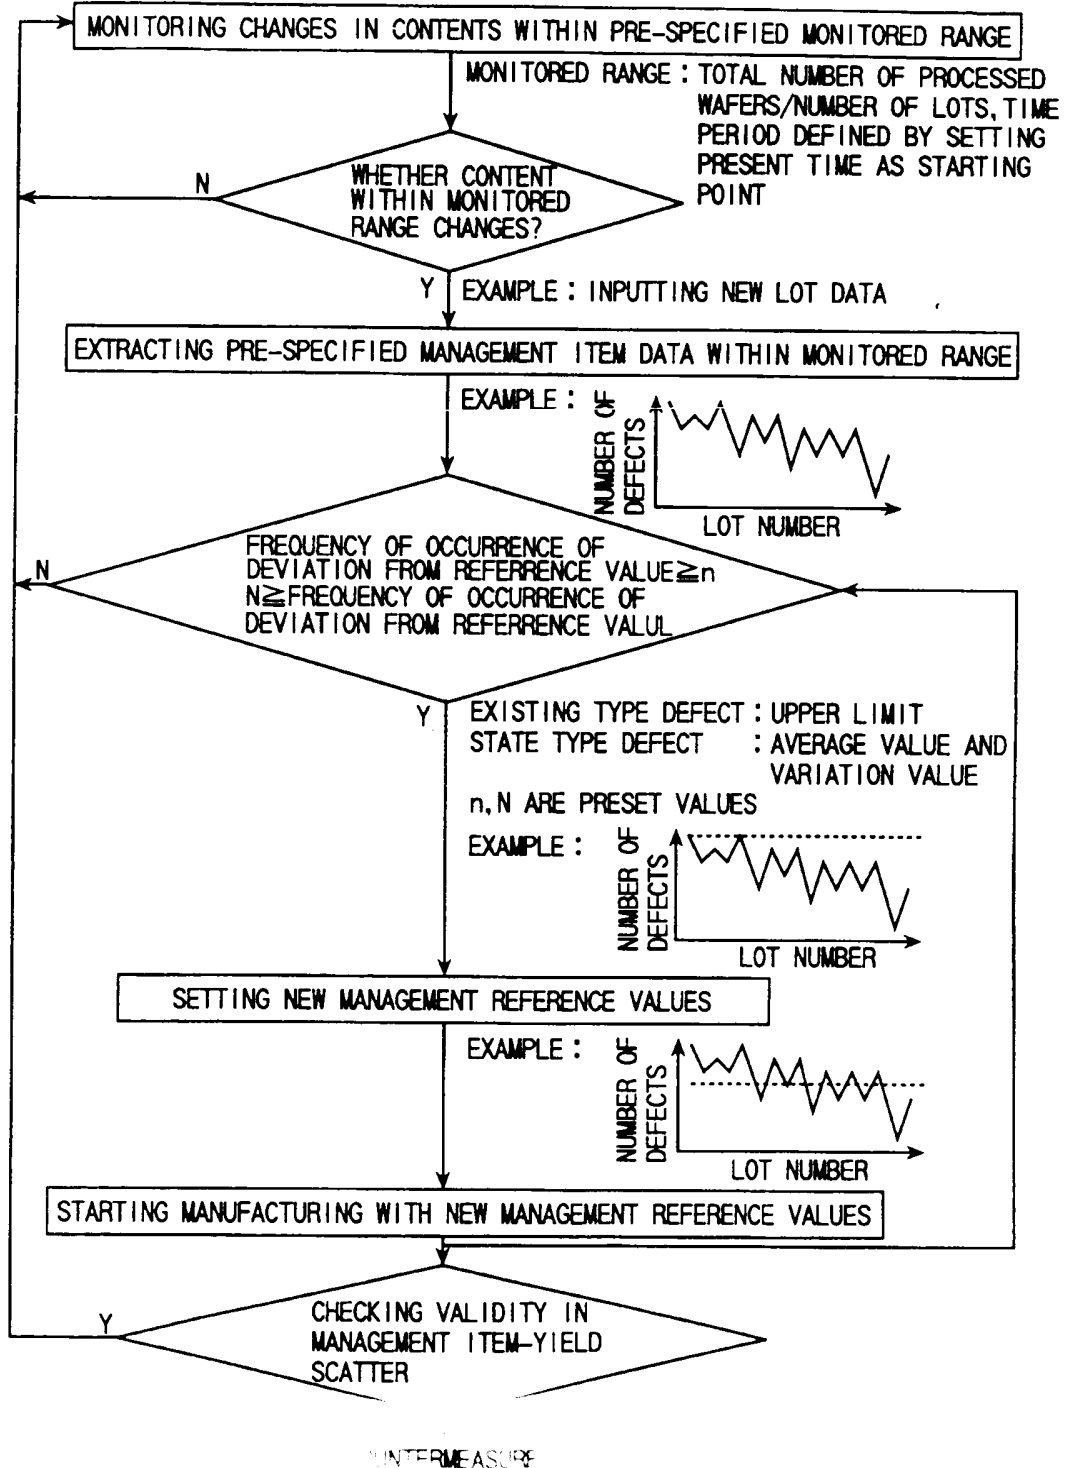 MONITORING CHANGES IN CONTENTS WITHIN PRE-SPECIFIED MONITORED RANGE
MONITORED RANGE : TOTAL NUMBER OF PROCESSED
WAFERS/NUMBER OF LOTS, TIME
PERIOD DEFINED BY SETTING
PRESENT TIME AS STARTING
POINT
WHETHER CONTENT
WITHIN MONITORED
RANGE CHANGES?
N
Y
EXAMPLE : INPUTTING NEW LOT DATA
EXTRACTING PRE-SPECIFIED MANAGEMENT ITEM DATA WITHIN MONITORED RANGE
EXAMPLE :
NUMBER OF
DEFECTS
LOT NUMBER
FREQUENCY OF OCCURRENCE OF
DEVIATION FROM REFERRENCE VALUE≧n
N≧FREQUENCY OF OCCURRENCE OF
DEVIATION FROM REFERRENCE VALUL
N
Y
EXISTING TYPE DEFECT : UPPER LIMIT
STATE TYPE DEFECT : AVERAGE VALUE AND
VARIATION VALUE
n, N ARE PRESET VALUES
EXAMPLE :
NUMBER OF
DEFECTS
LOT NUMBER
SETTING NEW MANAGEMENT REFERENCE VALUES
EXAMPLE :
NUMBER OF
DEFECTS
LOT NUMBER
STARTING MANUFACTURING WITH NEW MANAGEMENT REFERENCE VALUES
Y
CHECKING VALIDITY IN
MANAGEMENT ITEM-YIELD
SCATTER